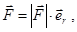 F⃗ = |F⃗| · e⃗ᵣ ,